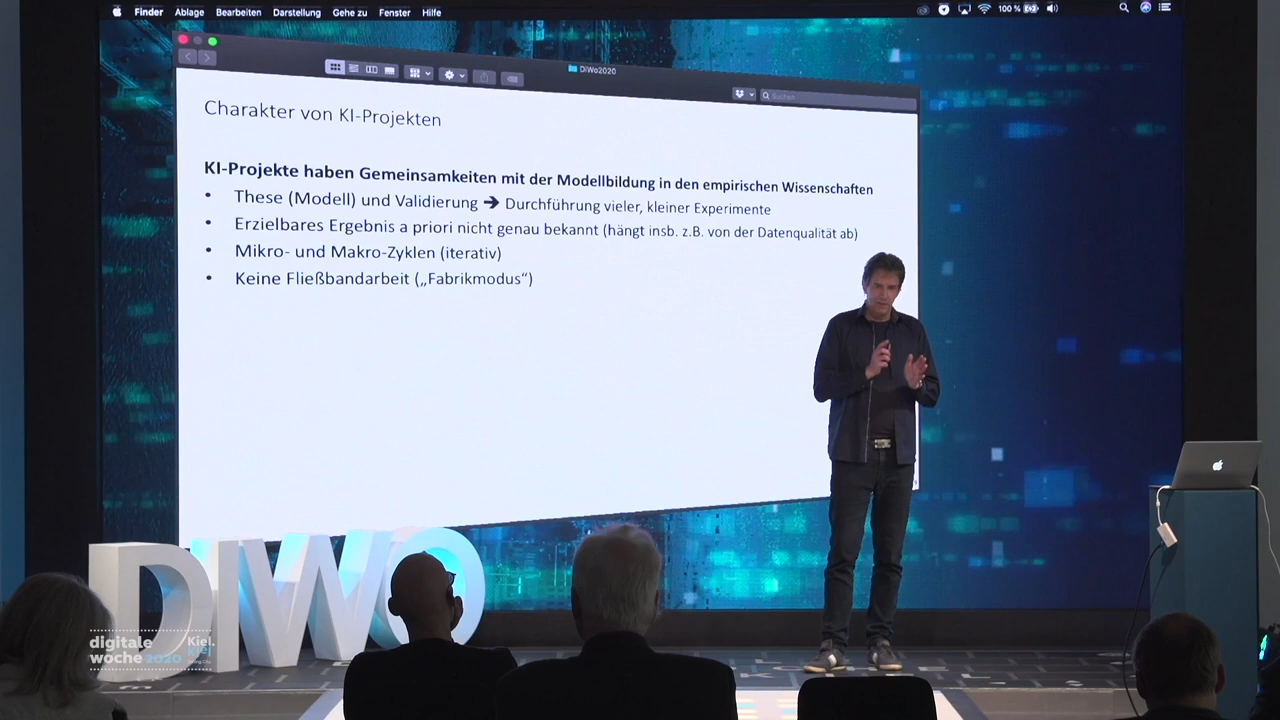 Finder Ablage Bearbeiten Darstellung Gehe zu Fenster Hilfe
100 %
DiWo2020
Suchen
Charakter von KI-Projekten
KI-Projekte haben Gemeinsamkeiten mit der Modellbildung in den empirischen Wissenschaften
• These (Modell) und Validierung ➔ Durchführung vieler, kleiner Experimente
• Erzielbares Ergebnis a priori nicht genau bekannt (hängt insb. z.B. von der Datenqualität ab)
• Mikro- und Makro-Zyklen (iterativ)
• Keine Fließbandarbeit („Fabrikmodus“)
DiWO
digitale
woche 2020
Kiel.